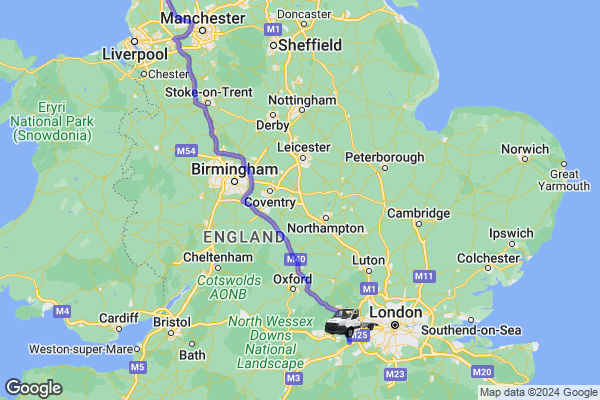 Doncaster
Manchester
M1
Liverpool
Sheffield
Chester
Eryri
National Park
(Snowdonia)
Stoke-on-Trent
Nottingham
Derby
Norwich
M54
Leicester
Peterborough
Great
Yarmouth
Birmingham
Coventry
Cambridge
Northampton
ENGLAND
Ipswich
Cheltenham
M40
Luton
Colchester
Cotswolds
AONB
Oxford
M1
M11
M4
Cardiff
Bristol
North Wessex
Downs
National
Landscape
London
Southend-on-Sea
M25
Weston-super-Mare
Bath
M5
M3
M23
M20
Google
Google
Map data ©2024 Google